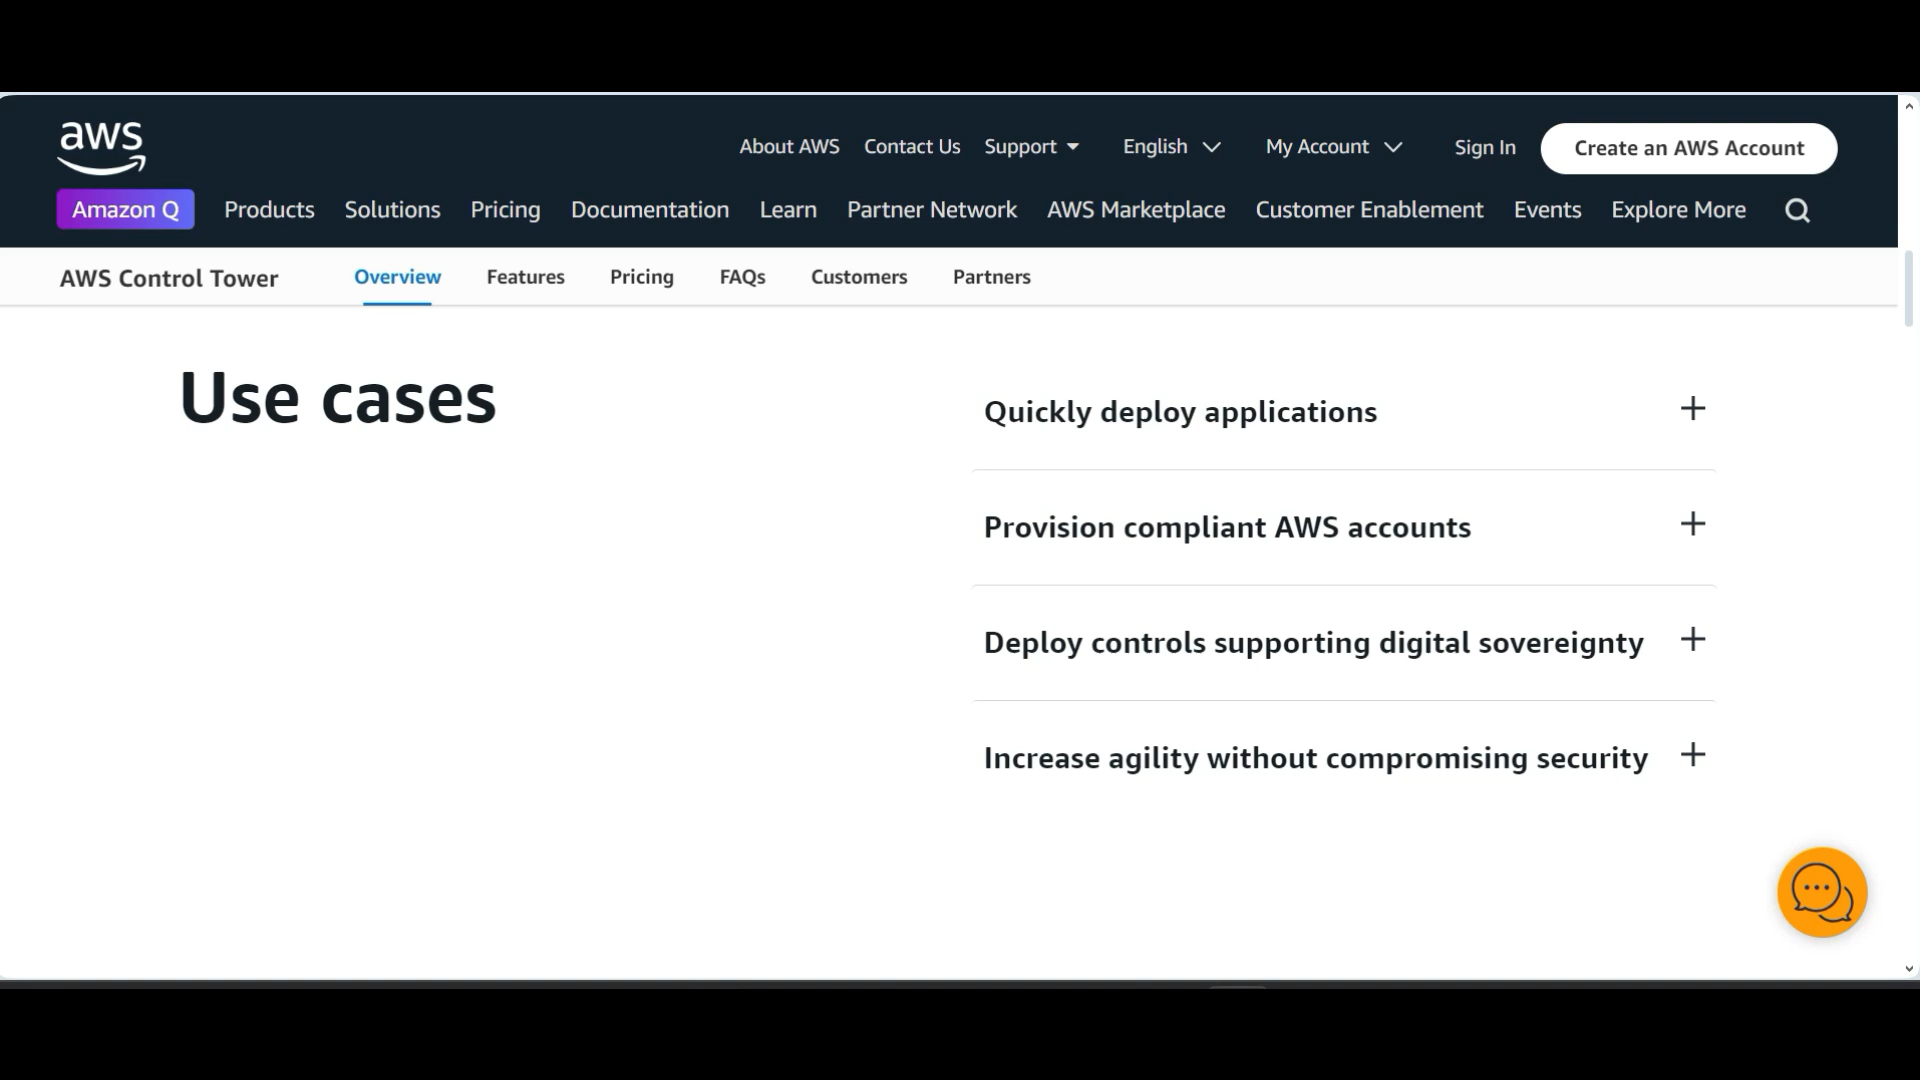 aws
About AWS Contact Us Support English My Account Sign In Create an AWS Account
Amazon Q Products Solutions Pricing Documentation Learn Partner Network AWS Marketplace Customer Enablement Events Explore More
AWS Control Tower Overview Features Pricing FAQs Customers Partners
Use cases
Quickly deploy applications
Provision compliant AWS accounts
Deploy controls supporting digital sovereignty
Increase agility without compromising security